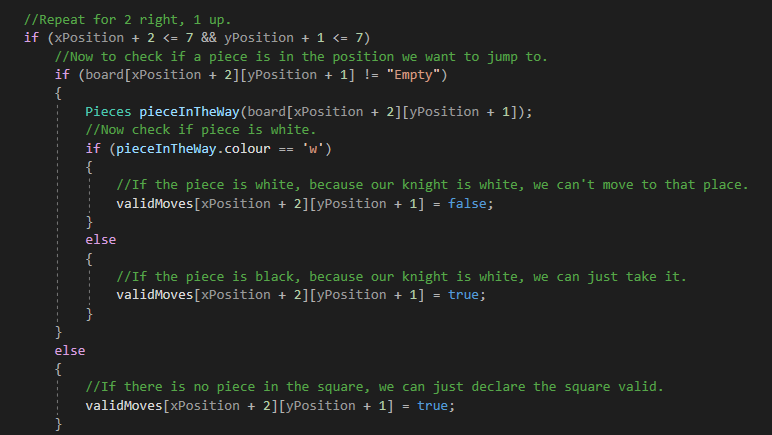 //Repeat for 2 right, 1 up.
if (xPosition + 2 <= 7 && yPosition + 1 <= 7)
//Now to check if a piece is in the position we want to jump to.
if (board[xPosition + 2][yPosition + 1] != "Empty")
{
Pieces pieceInTheWay(board[xPosition + 2][yPosition + 1]);
//Now check if piece is white.
if (pieceInTheWay.colour == 'w')
{
//If the piece is white, because our knight is white, we can't move to that place.
validMoves[xPosition + 2][yPosition + 1] = false;
}
else
{
//If the piece is black, because our knight is white, we can just take it.
validMoves[xPosition + 2][yPosition + 1] = true;
}
}
else
{
//If there is no piece in the square, we can just declare the square valid.
validMoves[xPosition + 2][yPosition + 1] = true;
}